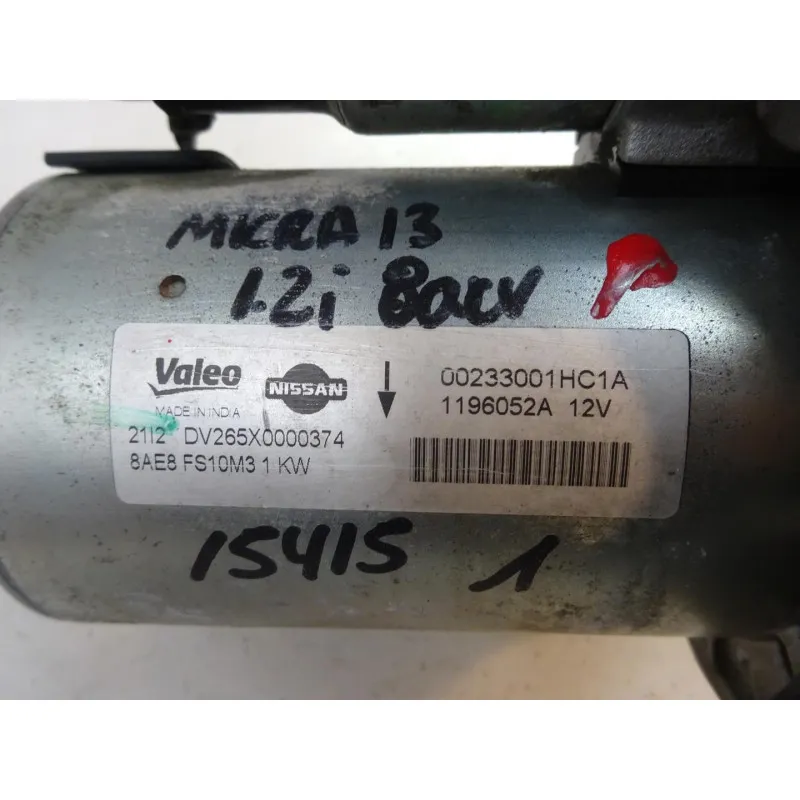 MICRA 13
1.2i 80CV
Valeo
NISSAN
MADE IN INDIA
21I2 DV265X0000374
8AE8 FS10M3 1 KW
00233001HC1A
1196052A 12V
15415 1